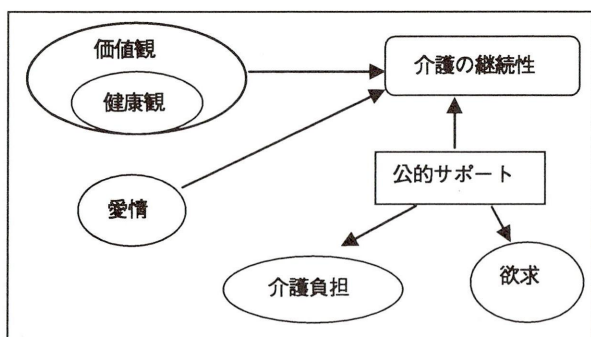 価値観
健康観
介護の継続性
愛情
公的サポート
介護負担
欲求